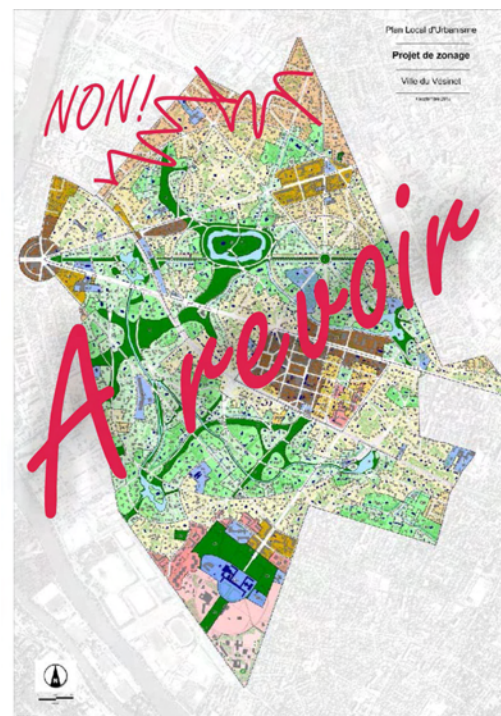 Plan Local d'Urbanisme
Projet de zonage
Ville du Vésinet
NON!
A revoir